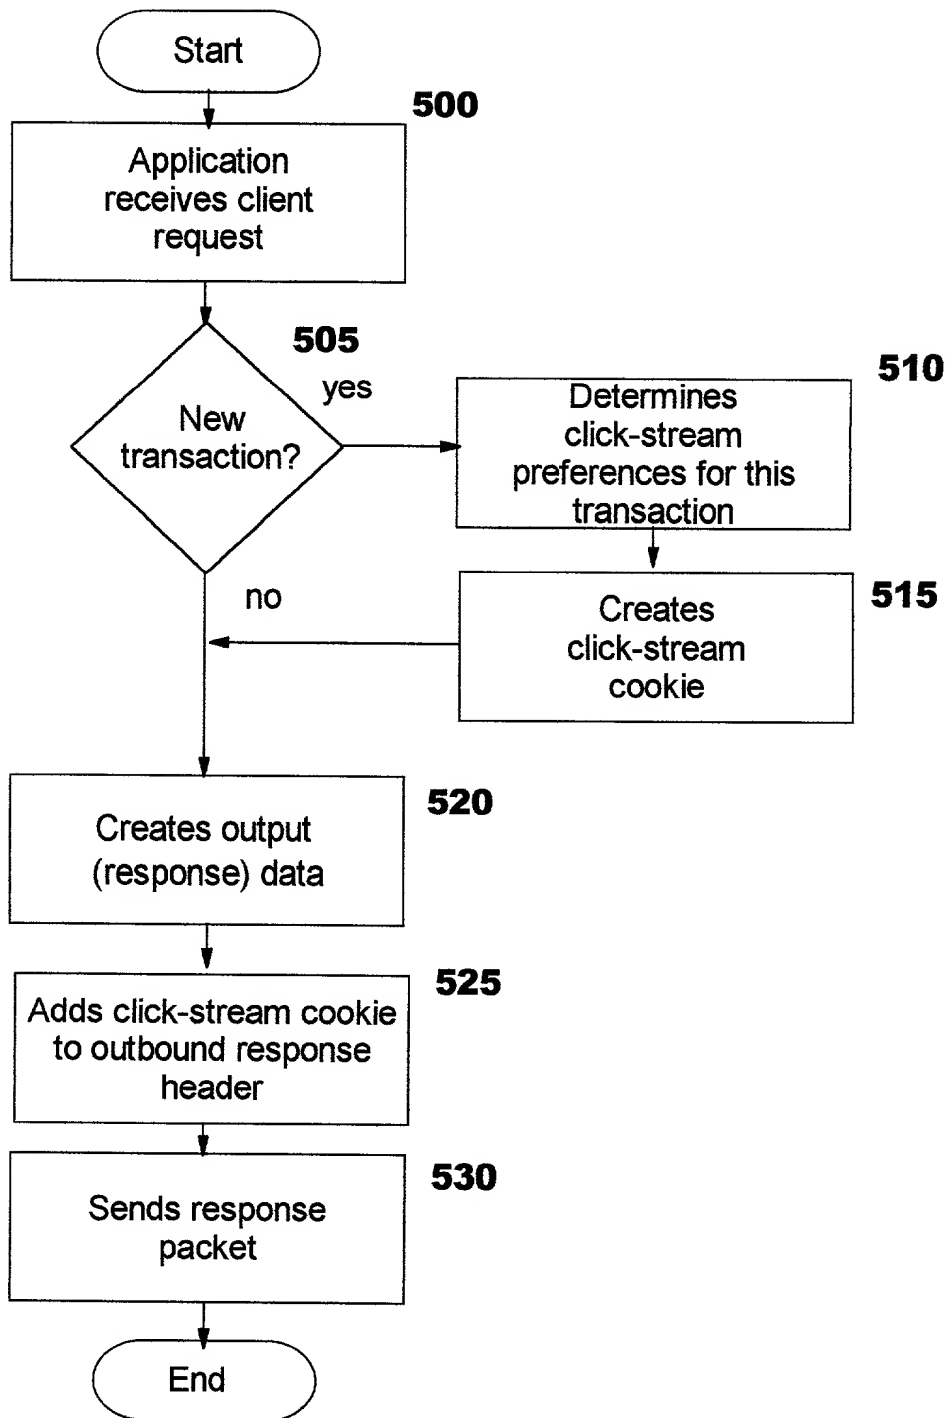 Start
500
Application
receives client
request
505
yes
New
transaction?
510
Determines
click-stream
preferences for this
transaction
no
515
Creates
click-stream
cookie
520
Creates output
(response) data
525
Adds click-stream cookie
to outbound response
header
530
Sends response
packet
End